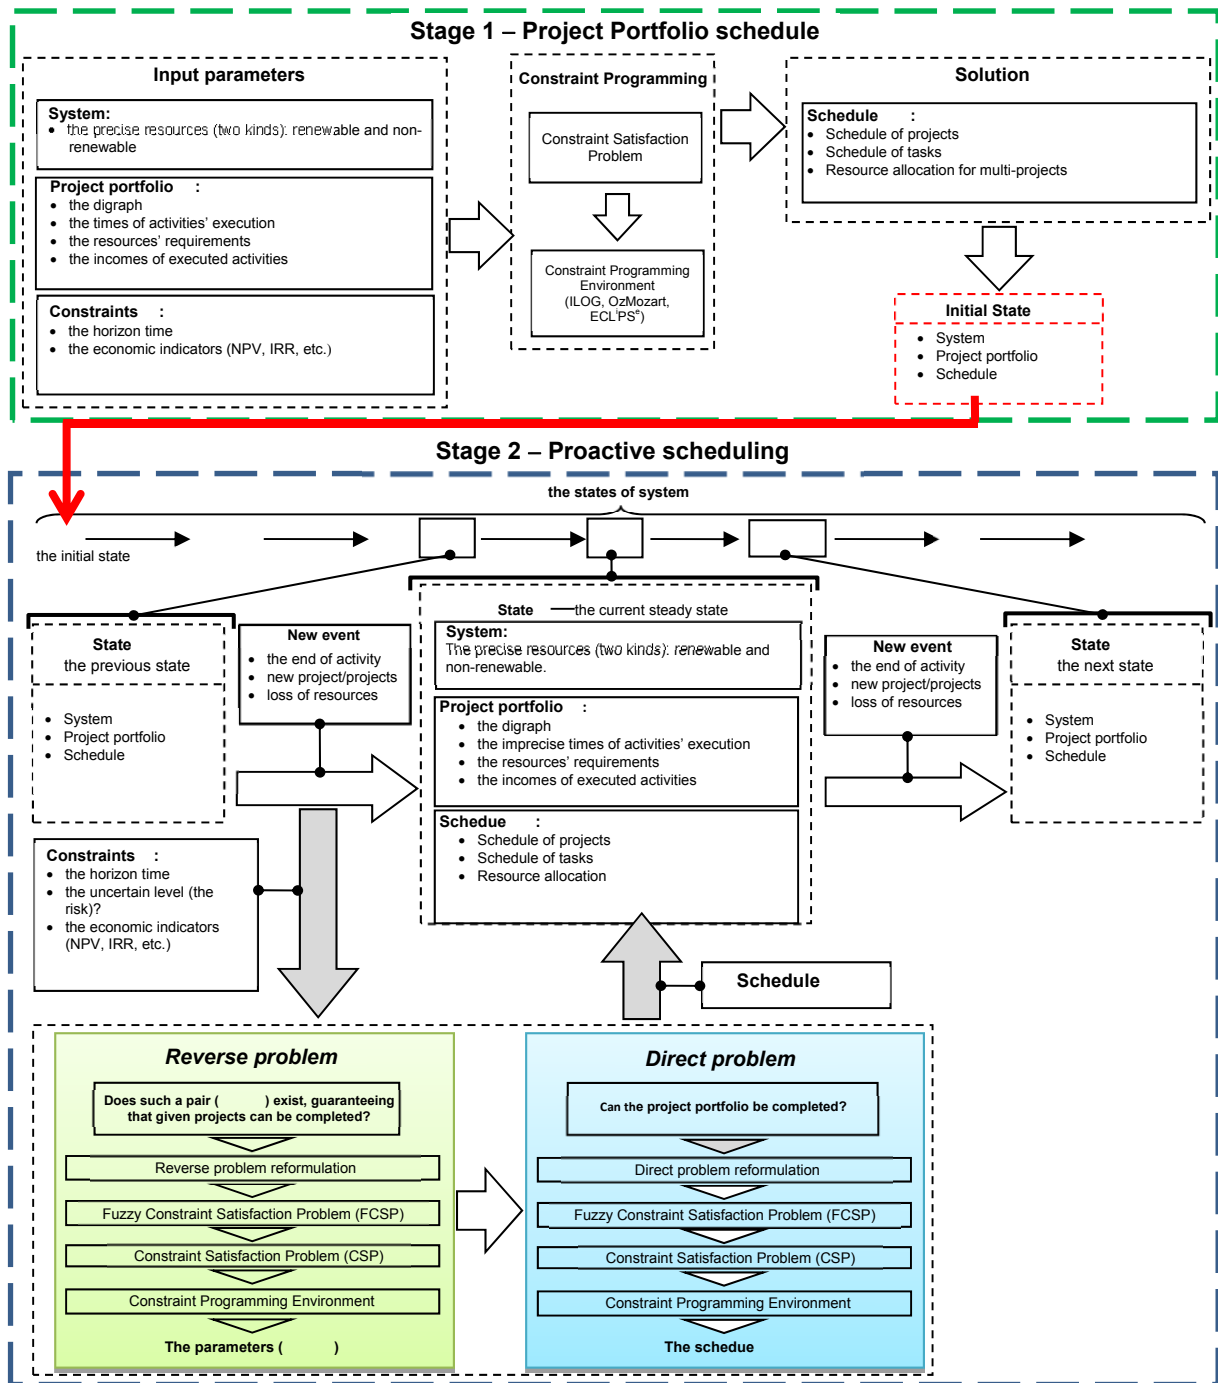 Stage 1 – Project Portfolio schedule
Input parameters
System:
• the precise resources (two kinds): renewable and non-
renewable
Project portfolio :
• the digraph
• the times of activities’ execution
• the resources’ requirements
• the incomes of executed activities
Constraints :
• the horizon time
• the economic indicators (NPV, IRR, etc.)
Constraint Programming
Constraint Satisfaction
Problem
Constraint Programming
Environment
(ILOG, OzMozart,
ECLiPSe)
Solution
Schedule :
• Schedule of projects
• Schedule of tasks
• Resource allocation for multi-projects
Initial State
• System
• Project portfolio
• Schedule
Stage 2 – Proactive scheduling
the states of system
the initial state
State
the previous state
• System
• Project portfolio
• Schedule
New event
• the end of activity
• new project/projects
• loss of resources
State —the current steady state
System:
The precise resources (two kinds): renewable and
non-renewable.
Project portfolio :
• the digraph
• the imprecise times of activities’ execution
• the resources’ requirements
• the incomes of executed activities
Schedue :
• Schedule of projects
• Schedule of tasks
• Resource allocation
New event
• the end of activity
• new project/projects
• loss of resources
State
the next state
• System
• Project portfolio
• Schedule
Constraints :
• the horizon time
• the uncertain level (the
risk)?
• the economic indicators
(NPV, IRR, etc.)
Schedule
Reverse problem
Does such a pair ( ) exist, guaranteeing
that given projects can be completed?
Reverse problem reformulation
Fuzzy Constraint Satisfaction Problem (FCSP)
Constraint Satisfaction Problem (CSP)
Constraint Programming Environment
The parameters ( )
Direct problem
Can the project portfolio be completed?
Direct problem reformulation
Fuzzy Constraint Satisfaction Problem (FCSP)
Constraint Satisfaction Problem (CSP)
Constraint Programming Environment
The schedue